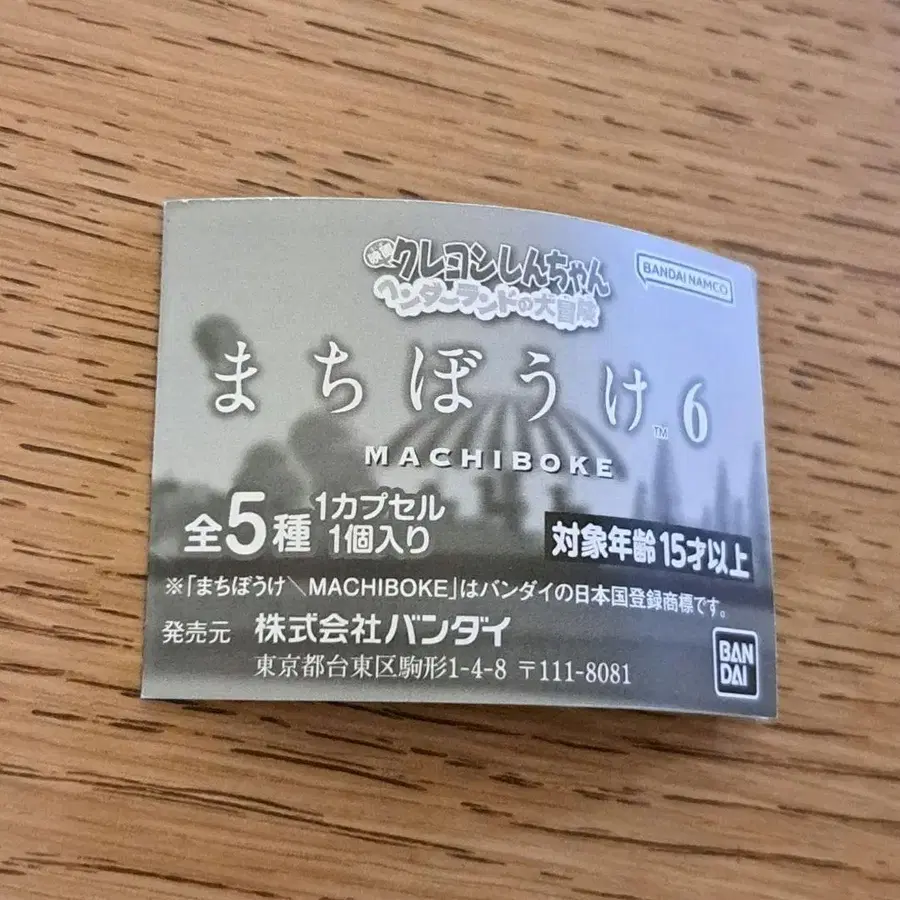 映画クレヨンしんちゃん
ヘンダーランドの大冒険
BANDAI NAMCO
まちぼうけ™6
MACHIBOKE
全5種 1カプセル
1個入り
対象年齢 15才以上
※「まちぼうけ＼MACHIBOKE」はバンダイの日本国登録商標です。
発売元 株式会社バンダイ
東京都台東区駒形1-4-8 〒111-8081
BAN
DAI